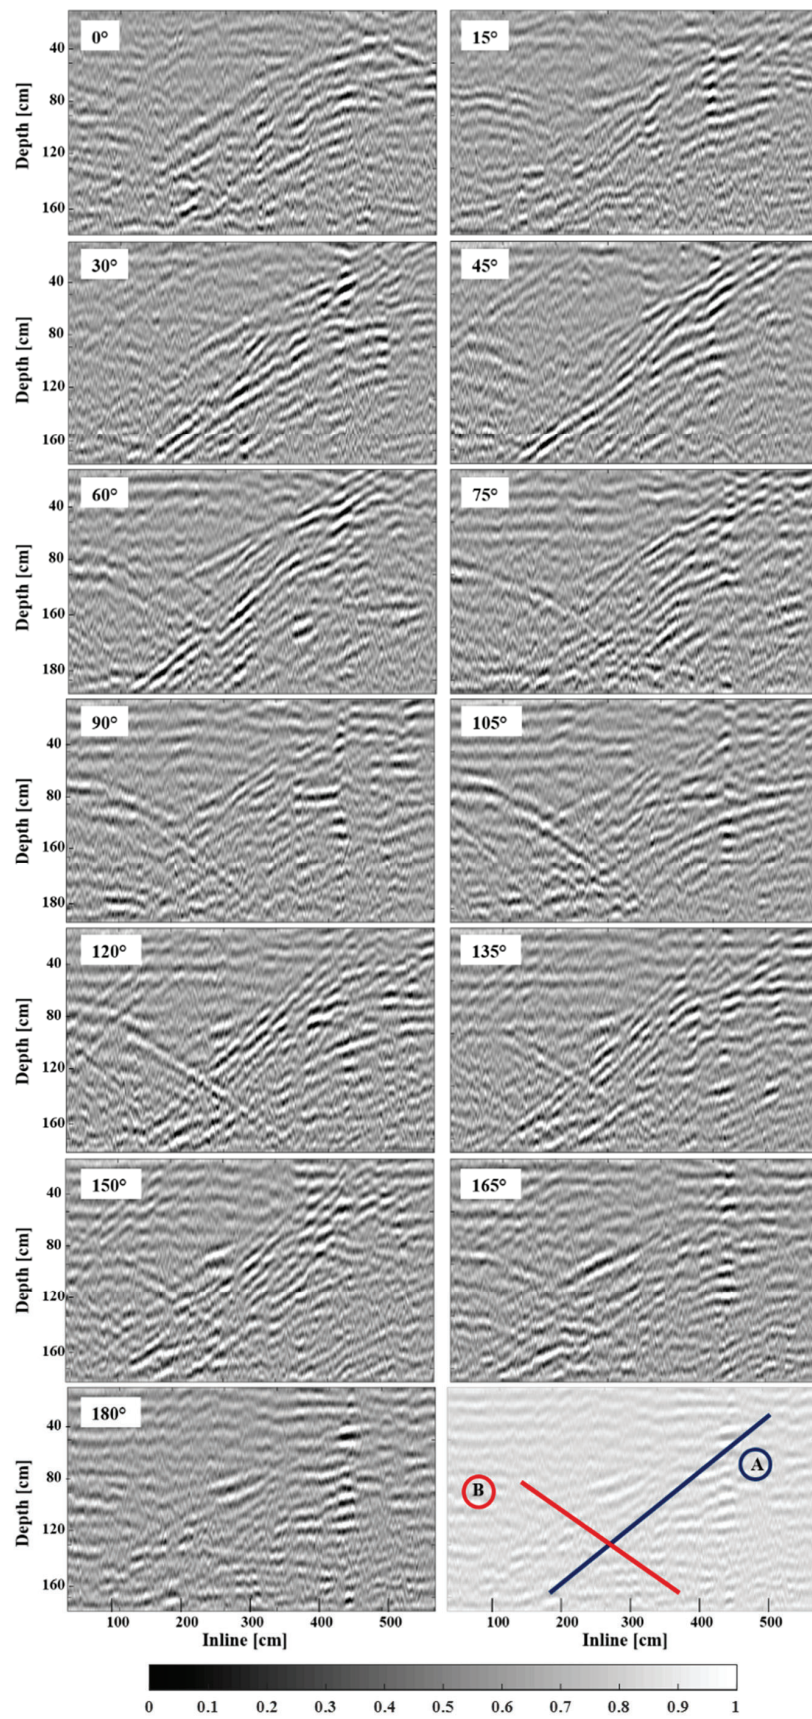 0° 15°
Depth [cm] 40 80 120 160
30° 45°
Depth [cm] 40 80 120 160
60° 75°
Depth [cm] 40 80 160 180
90° 105°
Depth [cm] 40 80 160 180
120° 135°
Depth [cm] 40 80 120 160
150° 165°
Depth [cm] 40 80 120 160
180°
Depth [cm] 40 80 120 160
A
B
100 200 300 400 500 100 200 300 400 500
Inline [cm] Inline [cm]
0 0.1 0.2 0.3 0.4 0.5 0.6 0.7 0.8 0.9 1